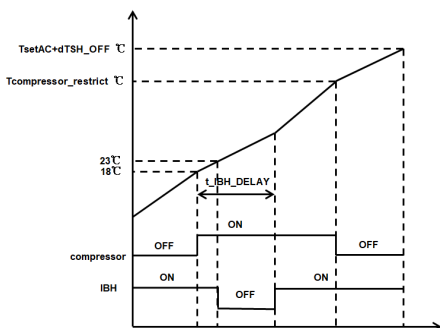 TsetAC+dTSH_OFF ℃
Tcompressor_restrict ℃
23℃
18℃
t_IBH_DELAY
ON
OFF
OFF
compressor
ON
ON
IBH
OFF